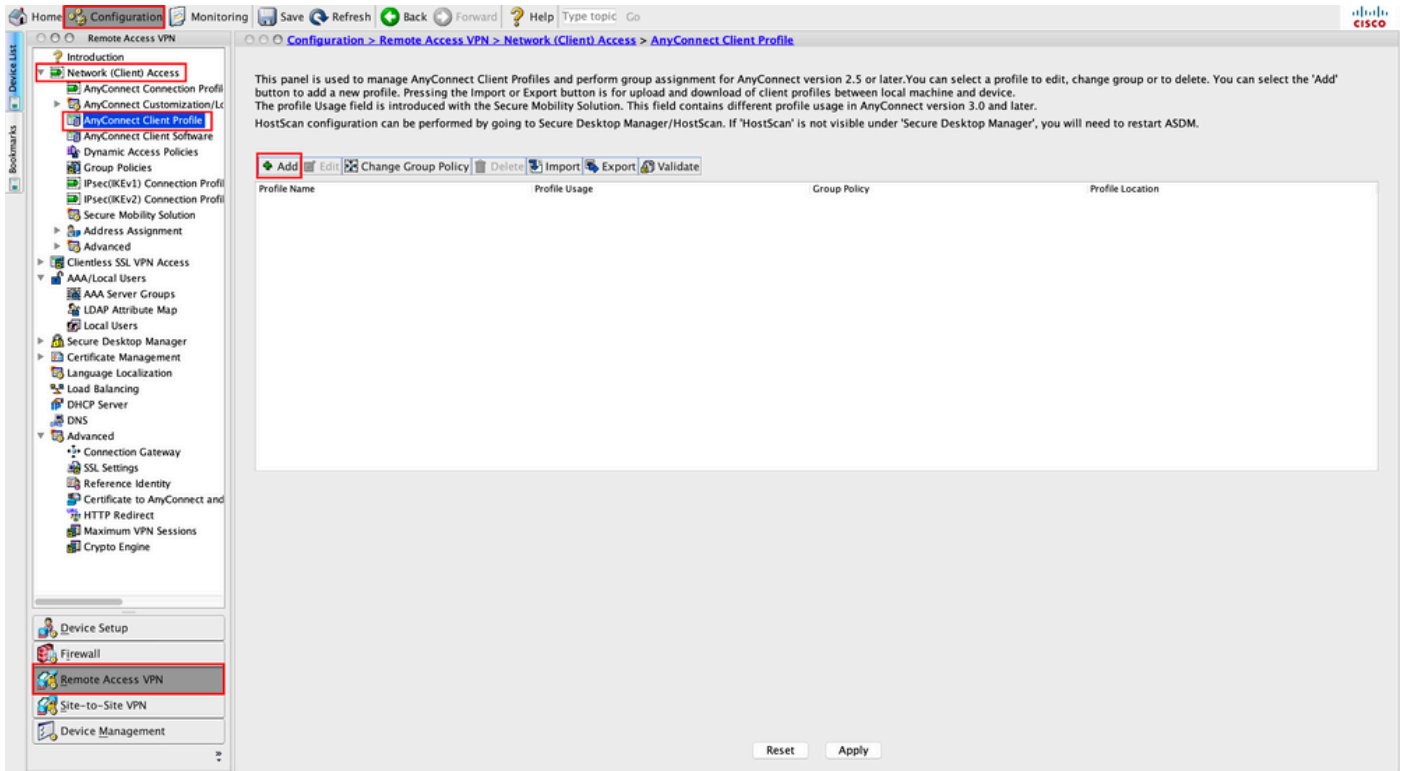 Home Configuration Monitoring Save Refresh Back Forward Help Type topic Go
CISCO
Device List
Bookmarks
Remote Access VPN
Introduction
Network (Client) Access
AnyConnect Connection Profil
AnyConnect Customization/Lo
AnyConnect Client Profile
AnyConnect Client Software
Dynamic Access Policies
Group Policies
IPsec(IKEv1) Connection Profil
IPsec(IKEv2) Connection Profil
Secure Mobility Solution
Address Assignment
Advanced
Clientless SSL VPN Access
AAA/Local Users
AAA Server Groups
LDAP Attribute Map
Local Users
Secure Desktop Manager
Certificate Management
Language Localization
Load Balancing
DHCP Server
DNS
Advanced
Connection Gateway
SSL Settings
Reference Identity
Certificate to AnyConnect and
HTTP Redirect
Maximum VPN Sessions
Crypto Engine
Device Setup
Firewall
Remote Access VPN
Site-to-Site VPN
Device Management
Configuration > Remote Access VPN > Network (Client) Access > AnyConnect Client Profile
This panel is used to manage AnyConnect Client Profiles and perform group assignment for AnyConnect version 2.5 or later.You can select a profile to edit, change group or to delete. You can select the 'Add'
button to add a new profile. Pressing the Import or Export button is for upload and download of client profiles between local machine and device.
The profile Usage field is introduced with the Secure Mobility Solution. This field contains different profile usage in AnyConnect version 3.0 and later.
HostScan configuration can be performed by going to Secure Desktop Manager/HostScan. If 'HostScan' is not visible under 'Secure Desktop Manager', you will need to restart ASDM.
Add Edit Change Group Policy Delete Import Export Validate
Profile Name Profile Usage Group Policy Profile Location
Reset Apply